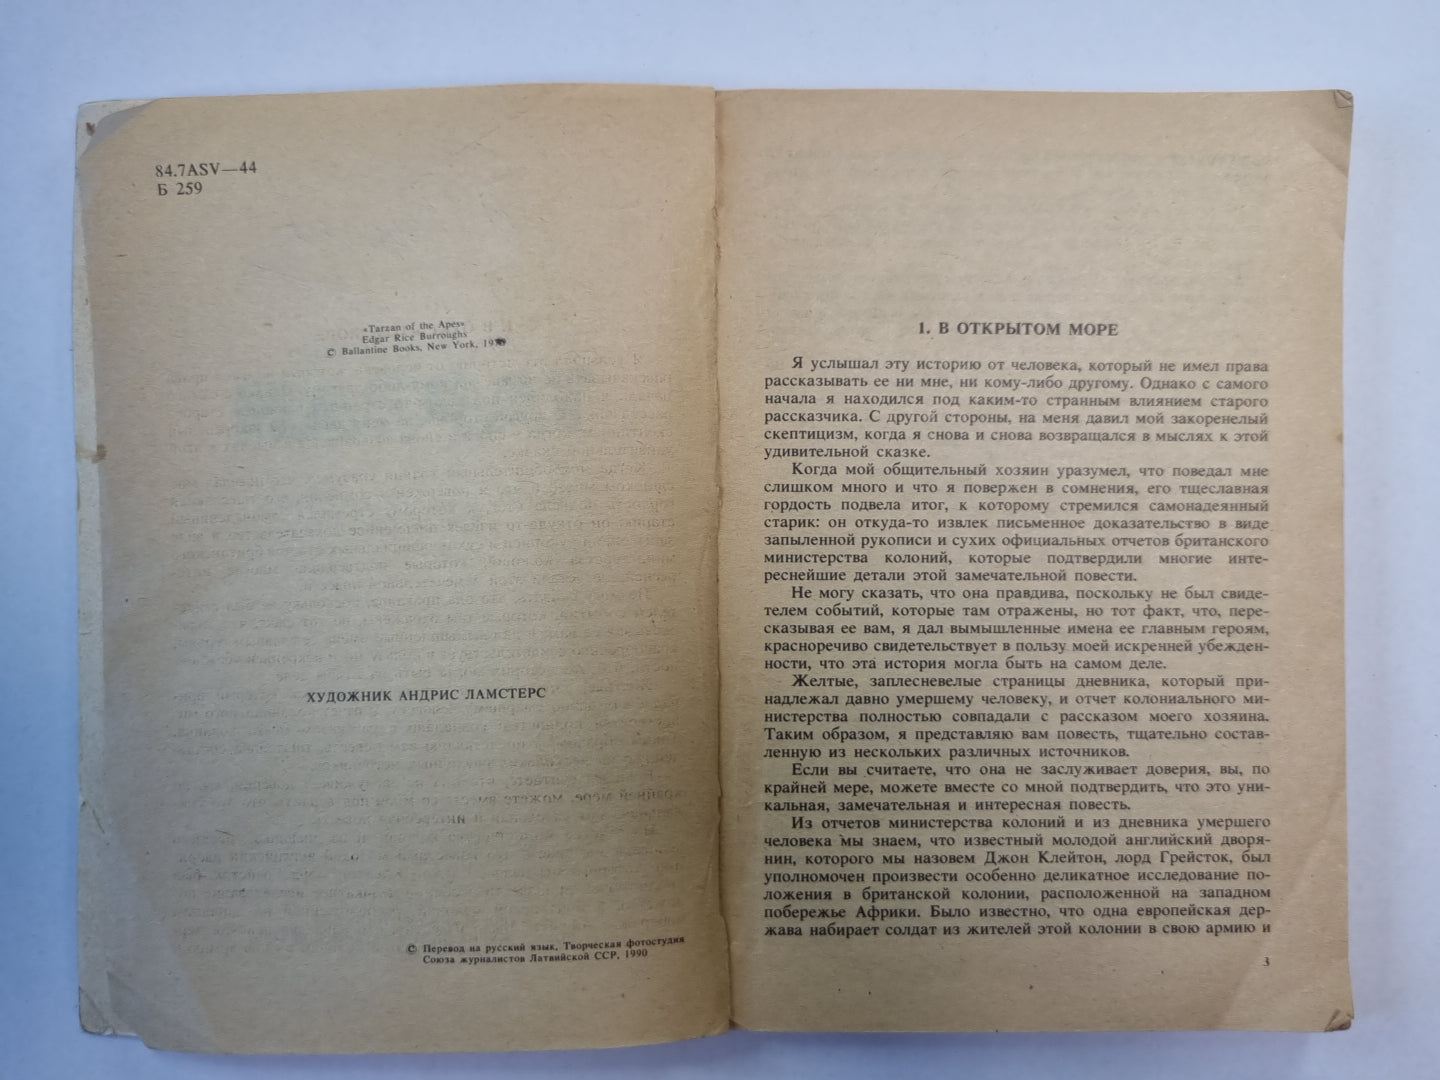 84.7ASV—44
Б 259
«Tarzan of the Apes»
Edgar Rice Burroughs
© Ballantine Books, New York,
ХУДОЖНИК АНДРИС ЛАМСТЕРС
© Перевод на русский язык, Творческая фотостудия
Союза журналистов Латвийской ССР, 1990
1. В ОТКРЫТОМ МОРЕ
Я услышал эту историю от человека, который не имел права
рассказывать ее ни мне, ни кому-либо другому. Однако с самого
начала я находился под каким-то странным влиянием старого
рассказчика. С другой стороны, на меня давил мой закоренелый
скептицизм, когда я снова и снова возвращался в мыслях к этой
удивительной сказке.
Когда мой общительный хозяин уразумел, что поведал мне
слишком много и что я повержен в сомнения, его тщеславная
гордость подвела итог, к которому стремился самонадеянный
старик: он откуда-то извлек письменное доказательство в виде
запыленной рукописи и сухих официальных отчетов британского
министерства колоний, которые подтвердили многие инте-
реснейшие детали этой замечательной повести.
Не могу сказать, что она правдива, поскольку не был свиде-
телем событий, которые там отражены, но тот факт, что, пере-
сказывая ее вам, я дал вымышленные имена ее главным героям,
красноречиво свидетельствует в пользу моей искренней убежден-
ности, что эта история могла быть на самом деле.
Желтые, заплесневелые страницы дневника, который при-
надлежал давно умершему человеку, и отчет колониального ми-
нистерства полностью совпадали с рассказом моего хозяина.
Таким образом, я представляю вам повесть, тщательно состав-
ленную из нескольких различных источников.
Если вы считаете, что она не заслуживает доверия, вы, по
крайней мере, можете вместе со мной подтвердить, что это уни-
кальная, замечательная и интересная повесть.
Из отчетов министерства колоний и из дневника умершего
человека мы знаем, что известный молодой английский дворя-
нин, которого мы назовем Джон Клейтон, лорд Грейсток, был
уполномочен произвести особенно деликатное исследование по-
ложения в британской колонии, расположенной на западном
побережье Африки. Было известно, что одна европейская дер-
жава набирает солдат из жителей этой колонии в свою армию и
3